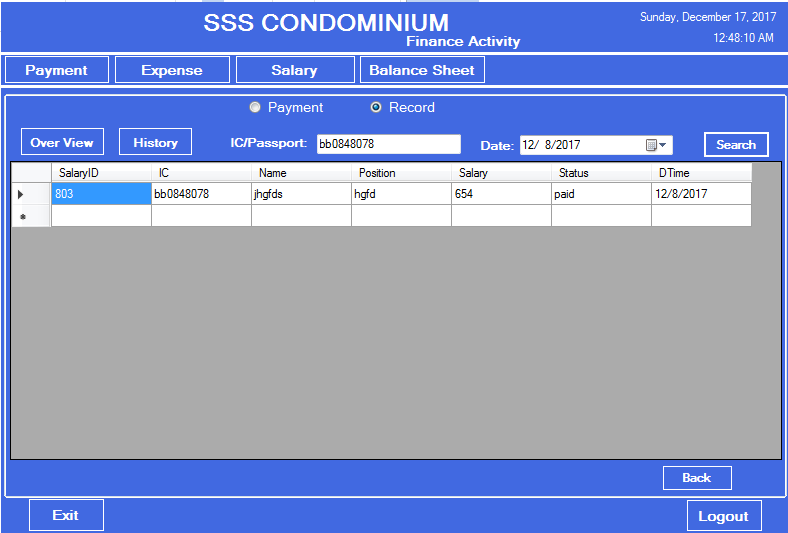 SSS CONDOMINIUM
Sunday, December 17, 2017
Finance Activity
12:48:10 AM
Payment Expense Salary Balance Sheet
Payment Record
Over View History IC/Passport: bb0848078 Date: 12/ 8/2017 Search
SalaryID IC Name Position Salary Status DTime
803 bb0848078 jhgfds hgfd 654 paid 12/8/2017
Back
Exit Logout